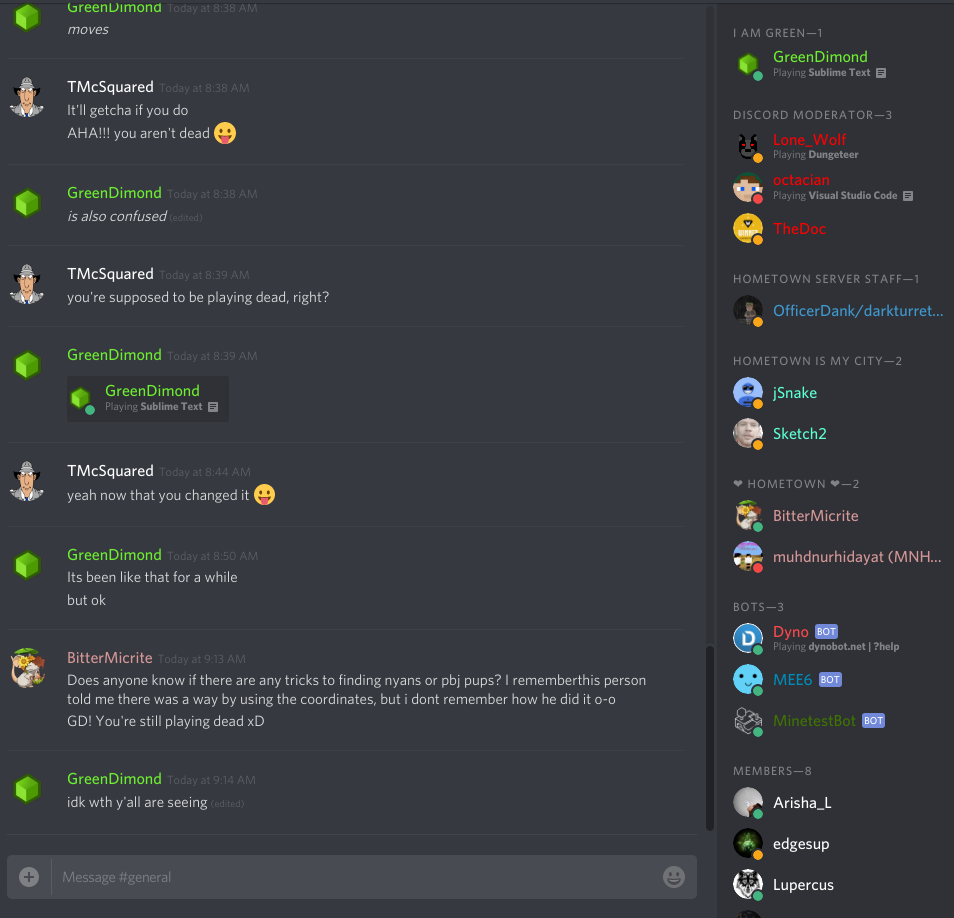 GreenDimond Today at 8:38 AM
moves
TMcSquared Today at 8:38 AM
It'll getcha if you do
AHA!!! you aren't dead 😛
GreenDimond Today at 8:38 AM
is also confused (edited)
TMcSquared Today at 8:39 AM
you're supposed to be playing dead, right?
GreenDimond Today at 8:39 AM
GreenDimond
Playing Sublime Text
TMcSquared Today at 8:44 AM
yeah now that you changed it 😛
GreenDimond Today at 8:50 AM
Its been like that for a while
but ok
BitterMicrite Today at 9:13 AM
Does anyone know if there are any tricks to finding nyans or pbj pups? I rememberthis person
told me there was a way by using the coordinates, but i dont remember how he did it o-o
GD! You're still playing dead xD
GreenDimond Today at 9:14 AM
idk wth y'all are seeing (edited)
Message #general
I AM GREEN—1
GreenDimond
Playing Sublime Text
DISCORD MODERATOR—3
Lone_Wolf
Playing Dungeteer
octacian
Playing Visual Studio Code
TheDoc
HOMETOWN SERVER STAFF—1
OfficerDank/darkturret...
HOMETOWN IS MY CITY—2
jSnake
Sketch2
❤ HOMETOWN ❤—2
BitterMicrite
muhdnurhidayat (MNH...
BOTS—3
Dyno BOT
Playing dynobot.net | ?help
MEE6 BOT
MinetestBot BOT
MEMBERS—8
Arisha_L
edgesup
Lupercus